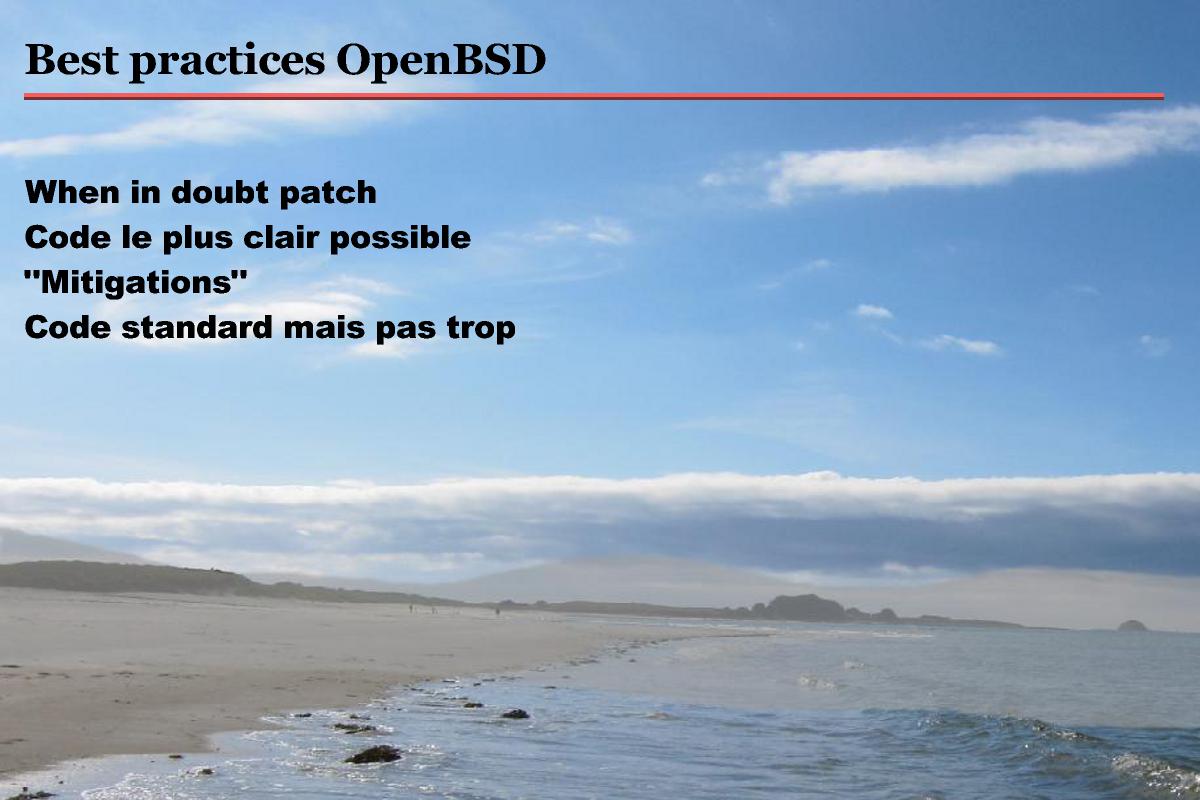 Best practices OpenBSD
When in doubt patch
Code le plus clair possible
"Mitigations"
Code standard mais pas trop